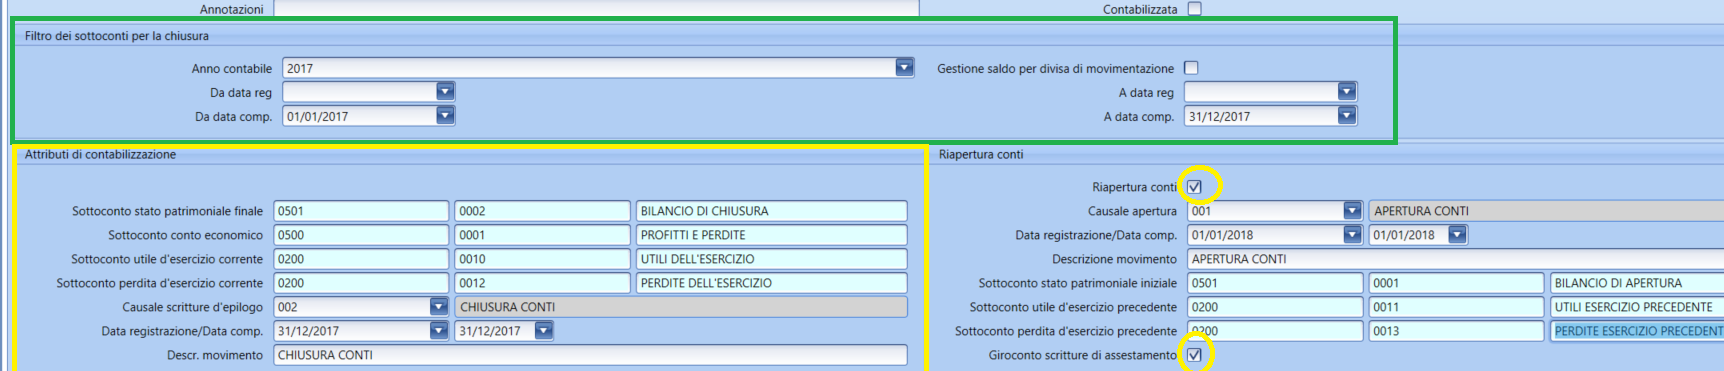 Annotazioni Contabilizzata
Filtro dei sottoconti per la chiusura
Anno contabile 2017 Gestione saldo per divisa di movimentazione
Da data reg A data reg
Da data comp. 01/01/2017 A data comp. 31/12/2017
Attributi di contabilizzazione
Sottoconto stato patrimoniale finale 0501 0002 BILANCIO DI CHIUSURA
Sottoconto conto economico 0500 0001 PROFITTI E PERDITE
Sottoconto utile d'esercizio corrente 0200 0010 UTILI DELL'ESERCIZIO
Sottoconto perdita d'esercizio corrente 0200 0012 PERDITE DELL'ESERCIZIO
Causale scritture d'epilogo 002 CHIUSURA CONTI
Data registrazione/Data comp. 31/12/2017 31/12/2017
Descr. movimento CHIUSURA CONTI
Riapertura conti
Riapertura conti
Causale apertura 001 APERTURA CONTI
Data registrazione/Data comp. 01/01/2018 01/01/2018
Descrizione movimento APERTURA CONTI
Sottoconto stato patrimoniale iniziale 0501 0001 BILANCIO DI APERTURA
Sottoconto utile d'esercizio precedente 0200 0011 UTILI ESERCIZIO PRECEDENTE
Sottoconto perdita d'esercizio precedente 0200 0013 PERDITE ESERCIZIO PRECEDENT
Giroconto scritture di assestamento